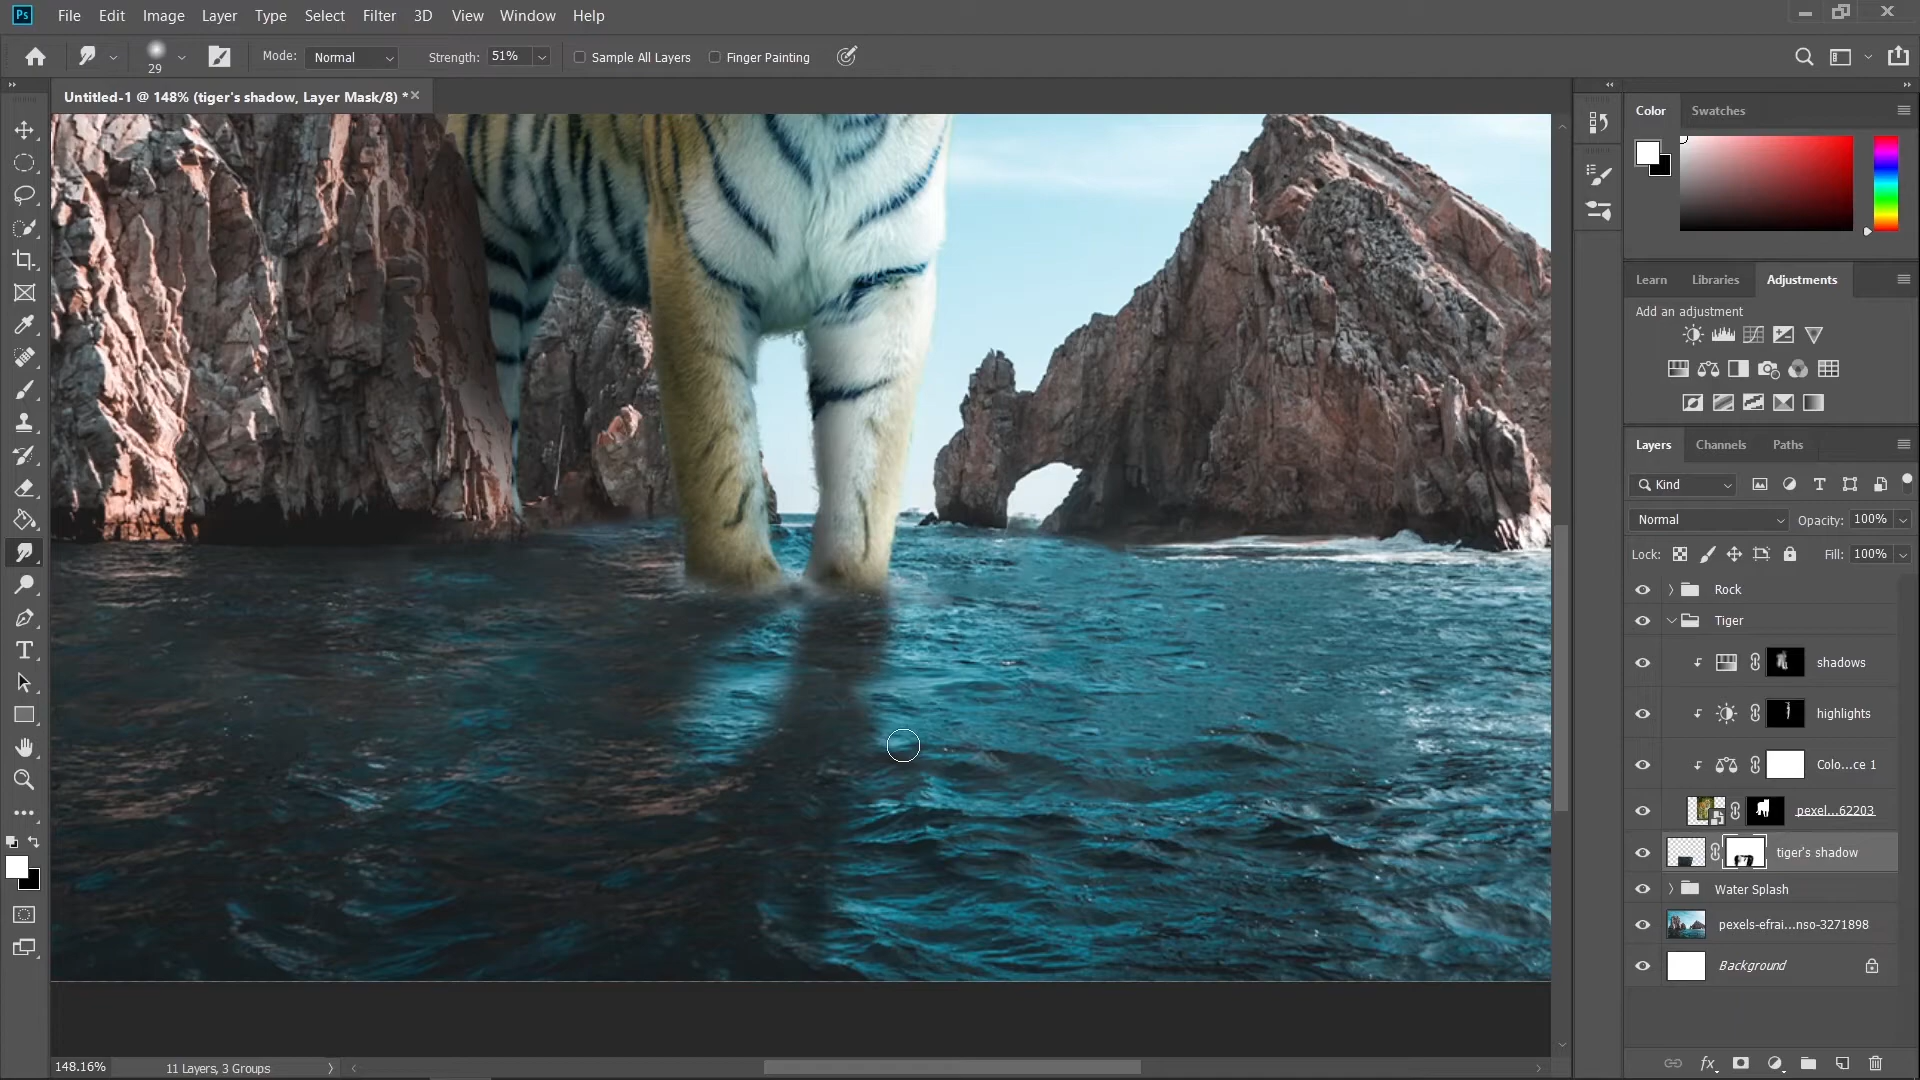 Ps File Edit Image Layer Type Select Filter 3D View Window Help
29 Mode: Normal Strength: 51% Sample All Layers Finger Painting
Untitled-1 @ 148% (tiger's shadow, Layer Mask/8) *
Color Swatches
Learn Libraries Adjustments
Add an adjustment
Layers Channels Paths
Kind
Normal Opacity: 100%
Lock: Fill: 100%
Rock
Tiger
shadows
highlights
Colo...ce 1
pexel...62203
tiger's shadow
Water Splash
pexels-efrai...nso-3271898
Background
148.16% 11 Layers, 3 Groups
fx